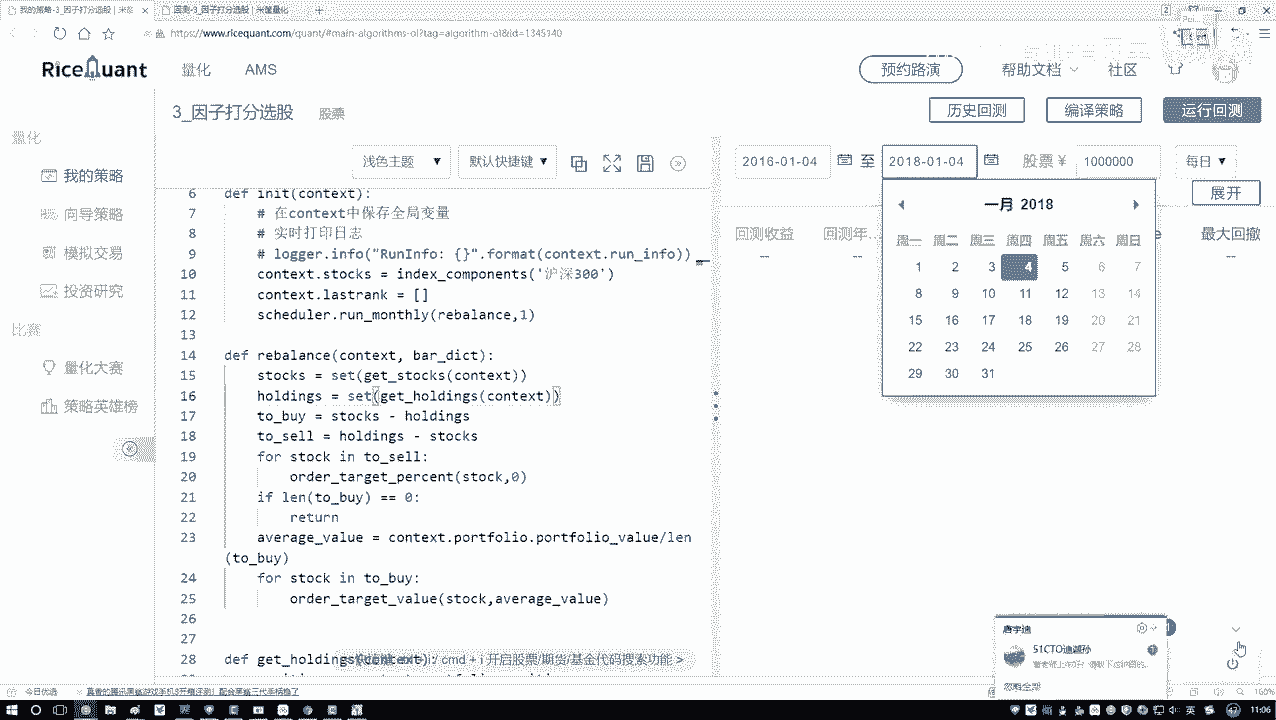 我的策略-3_因子打分选股 | 米筐
回测-3_因子打分选股 | 米筐量化
https://www.ricequant.com/quant/#main-algorithms-ol?tag=algorithm-ol&id=1345140
RiceQuant 量化 AMS 预约路演 帮助文档 社区
3_因子打分选股 股票 历史回测 编译策略 运行回测
量化
我的策略
向导策略
模拟交易
投资研究
比赛
量化大赛
策略英雄榜
浅色主题 默认快捷键
6 def init(context):
7 # 在context中保存全局变量
8 # 实时打印日志
9 # logger.info("RunInfo: {}".format(context.run_info))
10 context.stocks = index_components('沪深300')
11 context.lastrank = []
12 scheduler.run_monthly(rebalance,1)
13
14 def rebalance(context, bar_dict):
15 stocks = set(get_stocks(context))
16 holdings = set(get_holdings(context))
17 to_buy = stocks - holdings
18 to_sell = holdings - stocks
19 for stock in to_sell:
20 order_target_percent(stock,0)
21 if len(to_buy) == 0:
22 return
23 average_value = context.portfolio.portfolio_value/len
(to_buy)
24 for stock in to_buy:
25 order_target_value(stock,average_value)
26
27
28 def get_holdings(context):
cmd + i 开启股票/期货/基金代码搜索功能 >
2016-01-04 至 2018-01-04 股票 ¥ 1000000 每日
展开
回测收益 回测年... 最大回撤
-- -- --
一月 2018
周一 周二 周三 周四 周五 周六 周日
1 2 3 4 5 6 7
8 9 10 11 12 13 14
15 16 17 18 19 20 21
22 23 24 25 26 27 28
29 30 31
唐宇迪
忽略全部
今日优选
160%
11:06